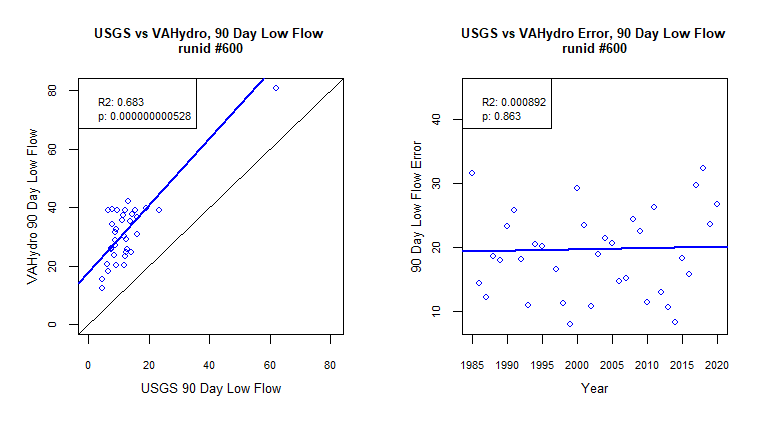 USGS vs VAHydro, 90 Day Low Flow
runid #600
R2: 0.683
p: 0.000000000528
80
60
40
20
0
VAHydro 90 Day Low Flow
0 20 40 60 80
USGS 90 Day Low Flow
USGS vs VAHydro Error, 90 Day Low Flow
runid #600
R2: 0.000892
p: 0.863
40
30
20
10
90 Day Low Flow Error
1985 1990 1995 2000 2005 2010 2015 2020
Year